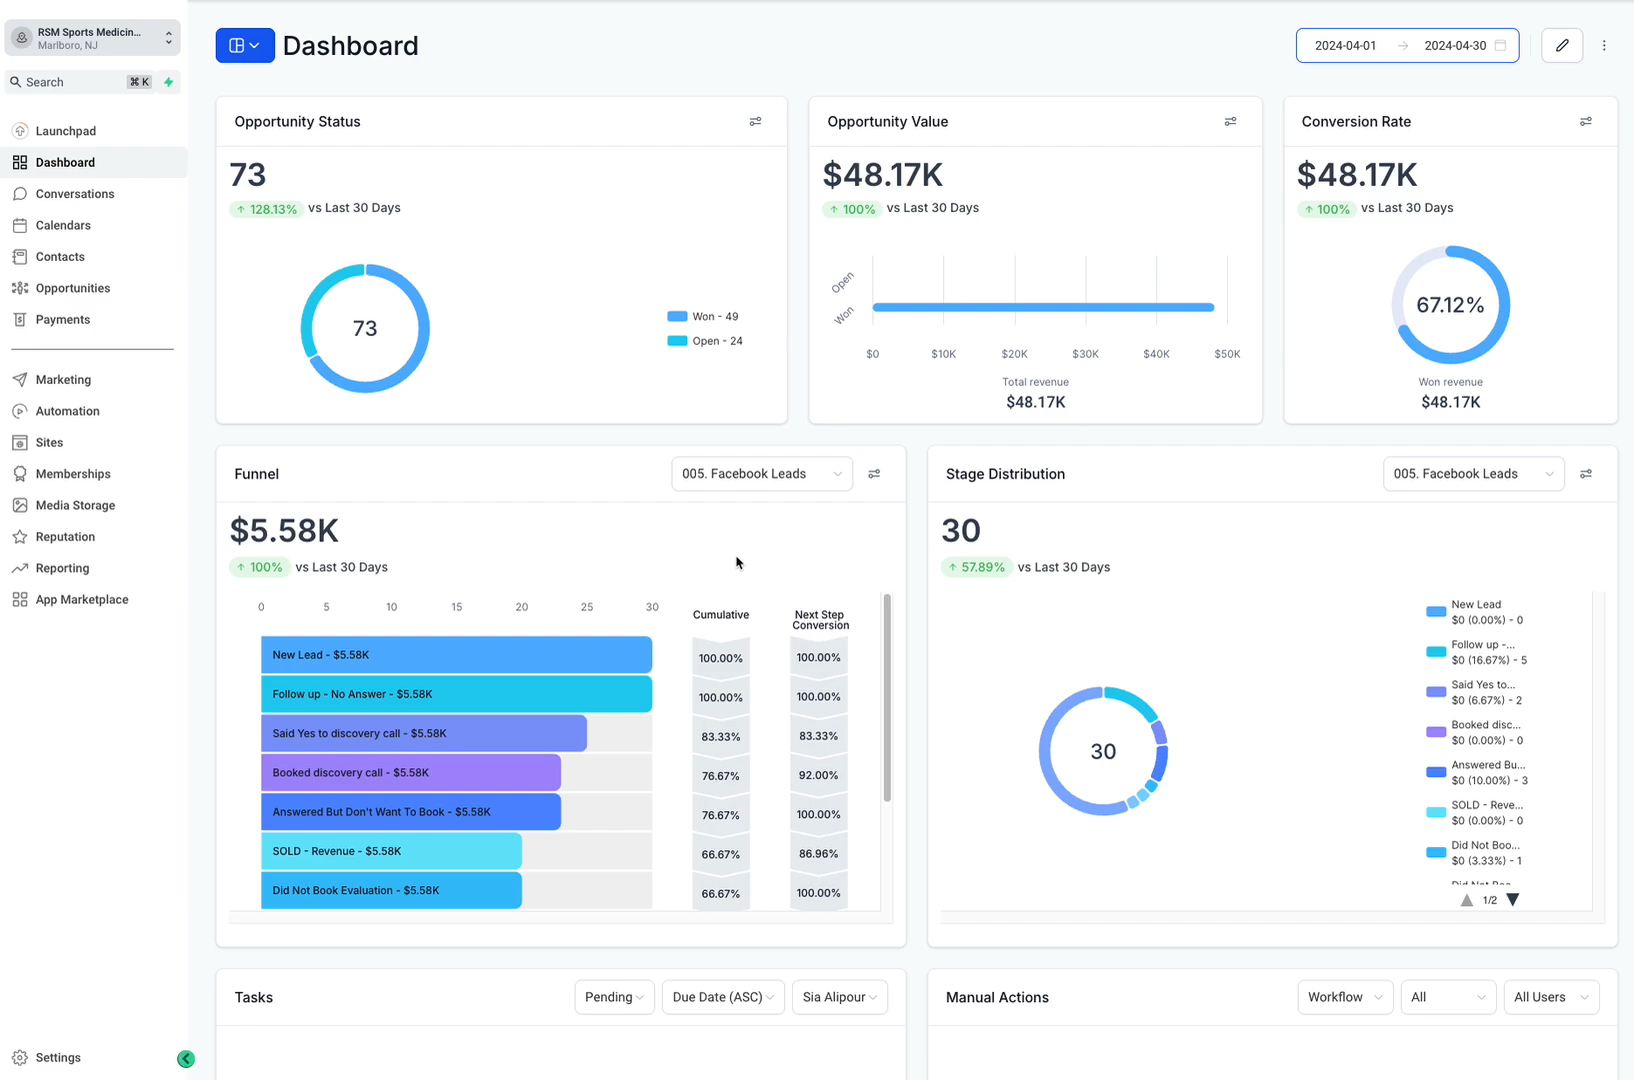 RSM Sports Medicin...
Marlboro, NJ
Search
⌘ K
Launchpad
Dashboard
Conversations
Calendars
Contacts
Opportunities
Payments
Marketing
Automation
Sites
Memberships
Media Storage
Reputation
Reporting
App Marketplace
Settings
Dashboard
2024-04-01 → 2024-04-30
Opportunity Status
73
↑ 128.13% vs Last 30 Days
73
Won - 49
Open - 24
Opportunity Value
$48.17K
↑ 100% vs Last 30 Days
Open
Won
$0 $10K $20K $30K $40K $50K
Total revenue
$48.17K
Conversion Rate
$48.17K
↑ 100% vs Last 30 Days
67.12%
Won revenue
$48.17K
Funnel
005. Facebook Leads
$5.58K
↑ 100% vs Last 30 Days
0 5 10 15 20 25 30
Cumulative
Next Step
Conversion
New Lead - $5.58K 100.00% 100.00%
Follow up - No Answer - $5.58K 100.00% 100.00%
Said Yes to discovery call - $5.58K 83.33% 83.33%
Booked discovery call - $5.58K 76.67% 92.00%
Answered But Don't Want To Book - $5.58K 76.67% 100.00%
SOLD - Revenue - $5.58K 66.67% 86.96%
Did Not Book Evaluation - $5.58K 66.67% 100.00%
Stage Distribution
005. Facebook Leads
30
↑ 57.89% vs Last 30 Days
30
New Lead
$0 (0.00%) - 0
Follow up -...
$0 (16.67%) - 5
Said Yes to...
$0 (6.67%) - 2
Booked disc...
$0 (0.00%) - 0
Answered Bu...
$0 (10.00%) - 3
SOLD - Reve...
$0 (0.00%) - 0
Did Not Boo...
$0 (3.33%) - 1
1/2
Tasks
Pending
Due Date (ASC)
Sia Alipour
Manual Actions
Workflow
All
All Users